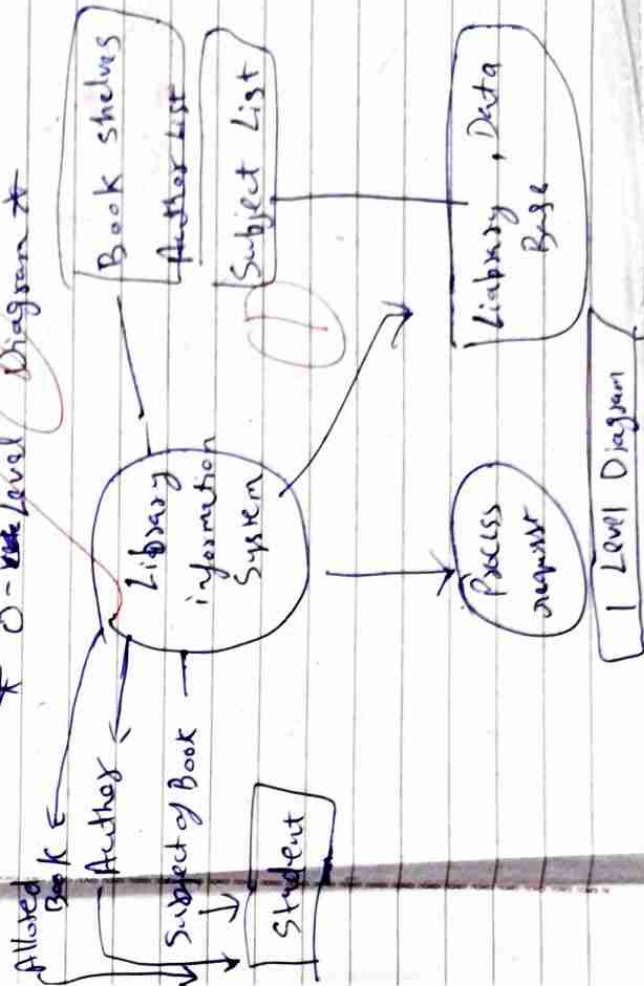 * 0- Level Diagram *
Alloted
Book
Author
Subject of Book
Student
Library
information
System
Book shelves
Author List
Subject List
Process
request
Liabrary, Data
Base
1 Level Diagram